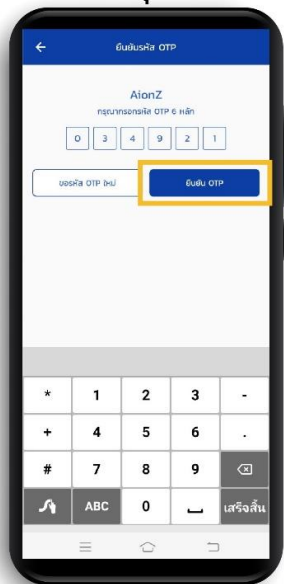 ยืนยันรหัส OTP
AionZ
กรุณากรอกรหัส OTP 6 หลัก
0 3 4 9 2 1
ขอรหัส OTP ใหม่ ยืนยัน OTP
* 1 2 3 -
+ 4 5 6 .
# 7 8 9
ABC 0 เสร็จสิ้น